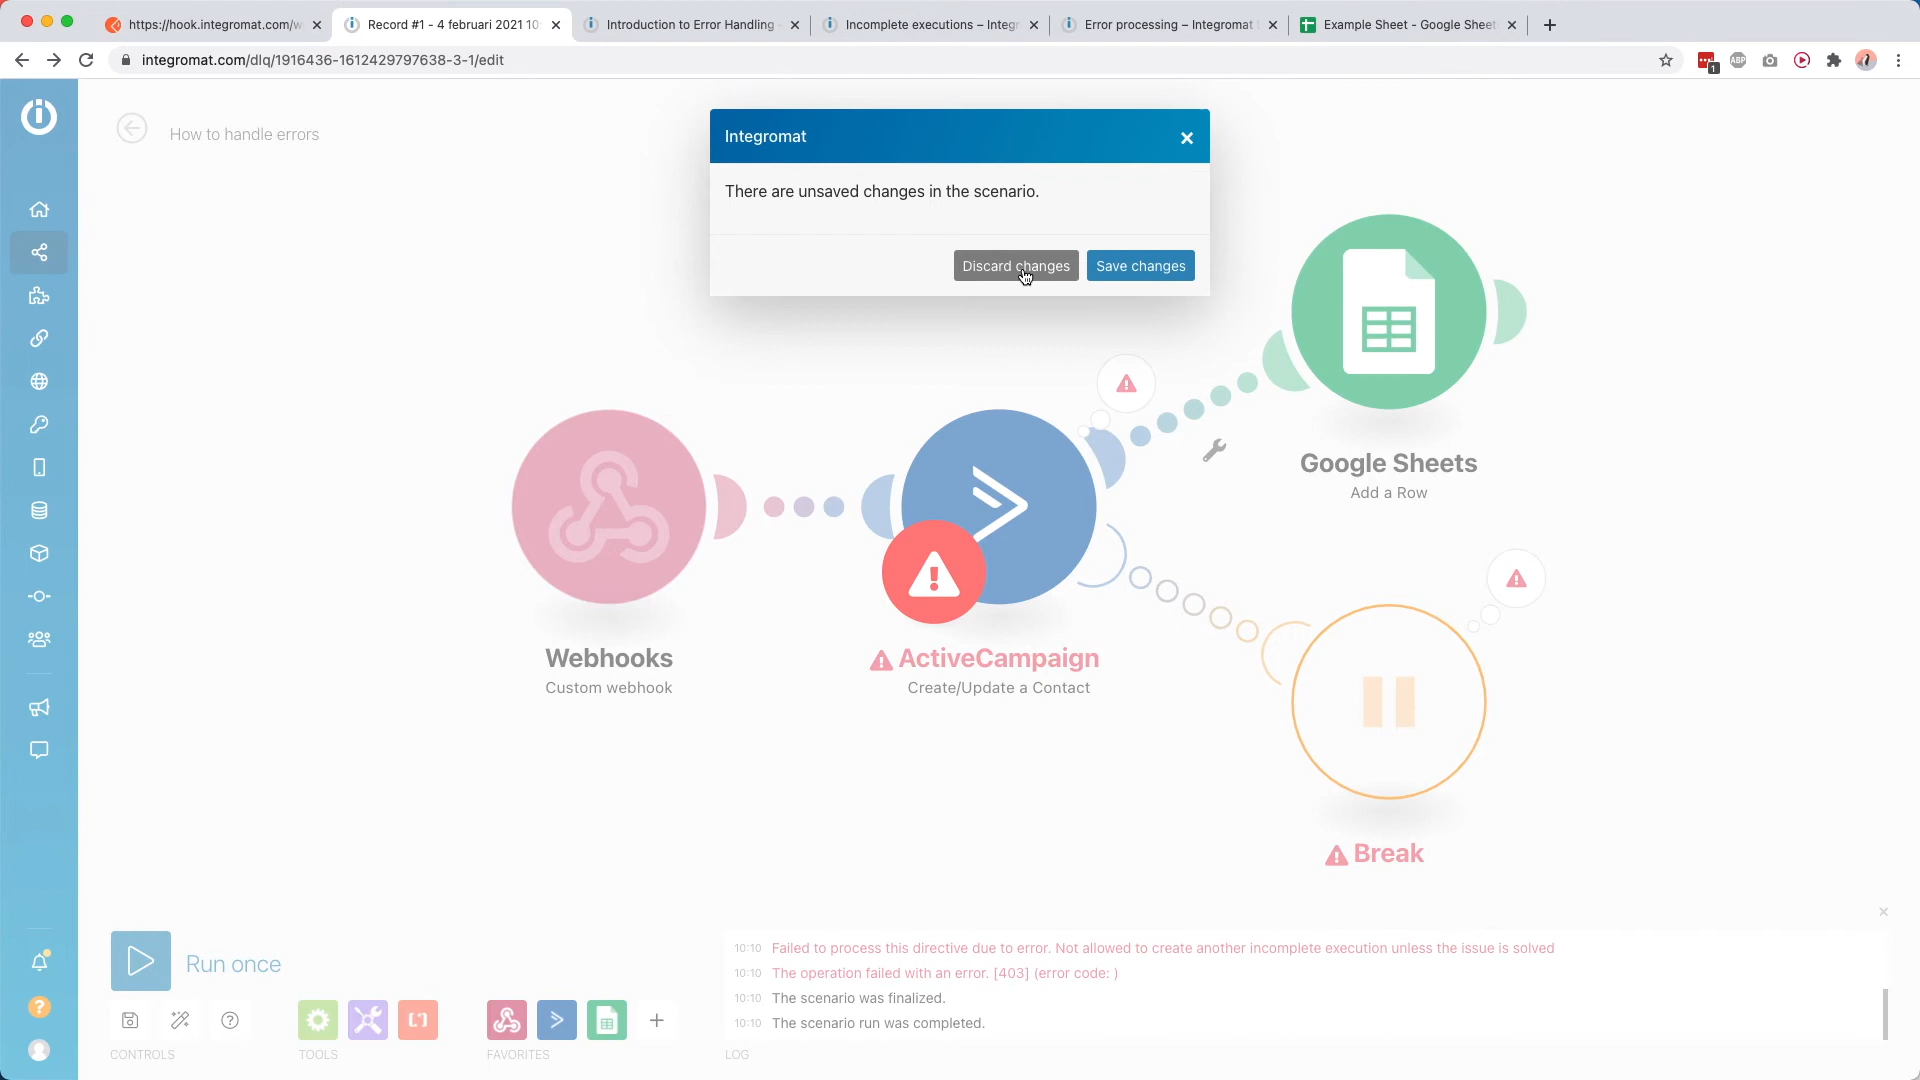 https://hook.integromat.com/w
Record #1 - 4 februari 2021 10:
Introduction to Error Handling -
Incomplete executions – Integr
Error processing – Integromat
Example Sheet - Google Sheet
integromat.com/dlq/1916436-1612429797638-3-1/edit
1
ABP
How to handle errors
Integromat
There are unsaved changes in the scenario.
Discard changes
Save changes
Google Sheets
Add a Row
Webhooks
Custom webhook
ActiveCampaign
Create/Update a Contact
Break
Run once
10:10 Failed to process this directive due to error. Not allowed to create another incomplete execution unless the issue is solved
10:10 The operation failed with an error. [403] (error code: )
10:10 The scenario was finalized.
10:10 The scenario run was completed.
CONTROLS
TOOLS
FAVORITES
LOG